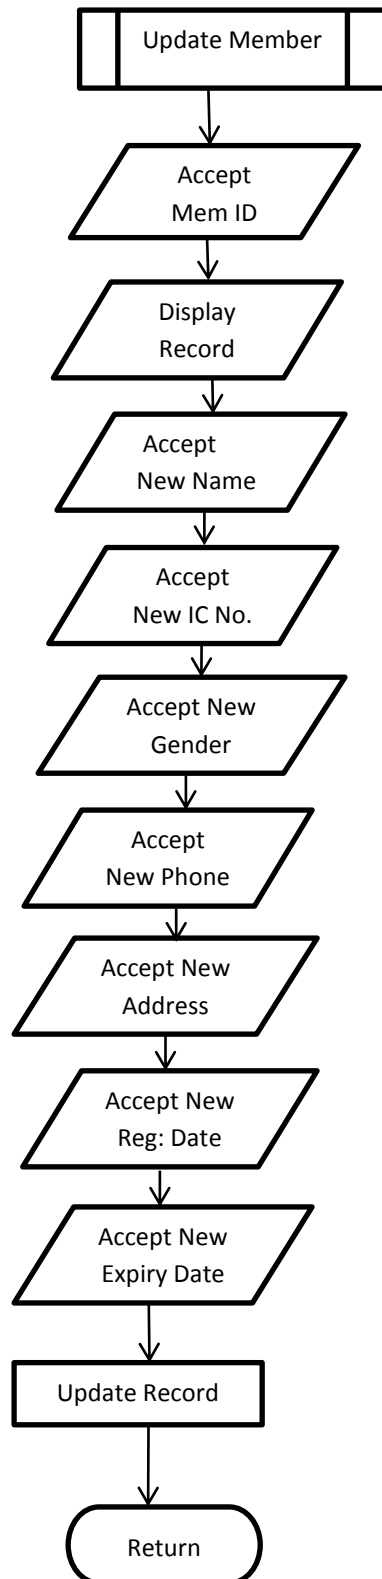 Update Member
Accept
Mem ID
Display
Record
Accept
New Name
Accept
New IC No.
Accept New
Gender
Accept
New Phone
Accept New
Address
Accept New
Reg: Date
Accept New
Expiry Date
Update Record
Return